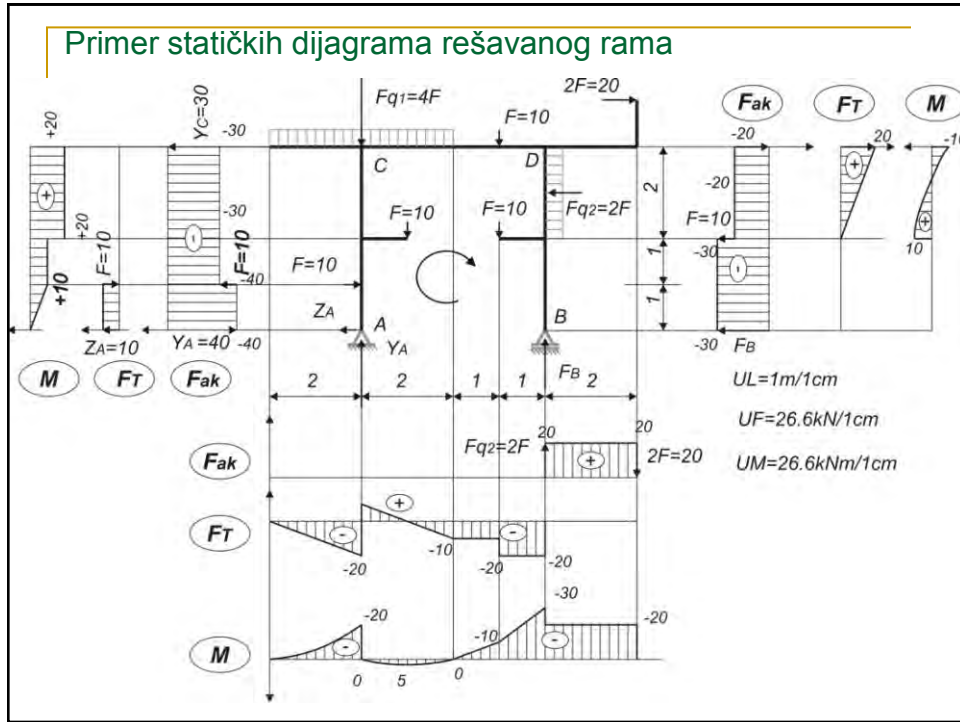 Primer statičkih dijagrama rešavanog rama
+20
YC=30
-30
Fq1=4F
F=10
2F=20
Fak
FT
M
-20
20
-10
C
D
+
+
+
2
-20
Fq2=2F
-30
+20
F=10
F=10
F=10
10
-
F=10
F=10
-30
-
1
+10
-40
F=10
1
ZA
A
B
ZA=10
YA=40
-40
YA
FB
-30
FB
M
FT
Fak
2
2
1
1
2
UL=1m/1cm
UF=26.6kN/1cm
UM=26.6kNm/1cm
Fq2=2F
20
20
2F=20
Fak
+
+
FT
-
-
-20
-10
-20
-20
-30
-20
-20
-10
M
-
-
0
5
0